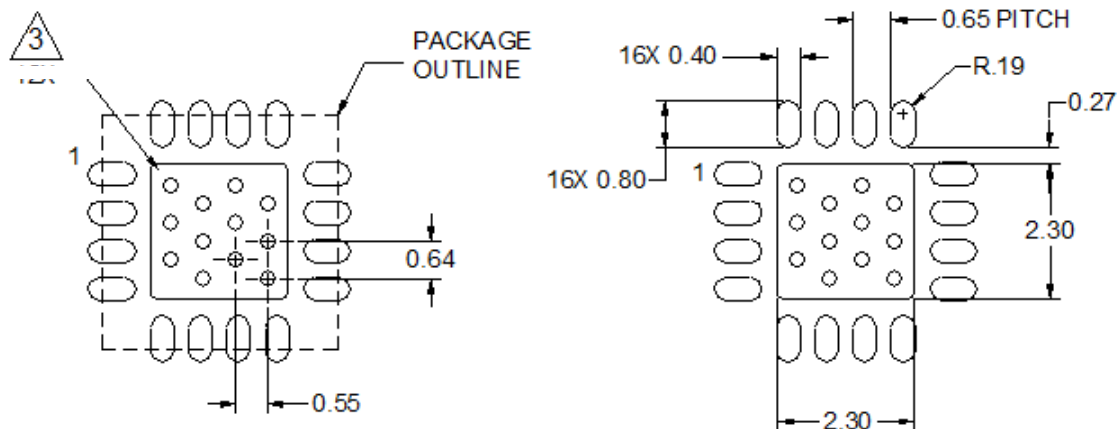 3
PACKAGE
OUTLINE
1
0.64
0.55
0.65 PITCH
16X 0.40
R.19
0.27
16X 0.80
1
2.30
2.30